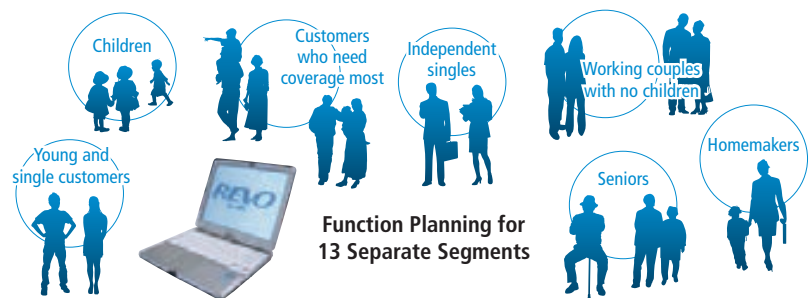 Children
Customers
who need
coverage most
Independent
singles
Working couples
with no children
Homemakers
Young and
single customers
REVO
Seniors
Function Planning for
13 Separate Segments